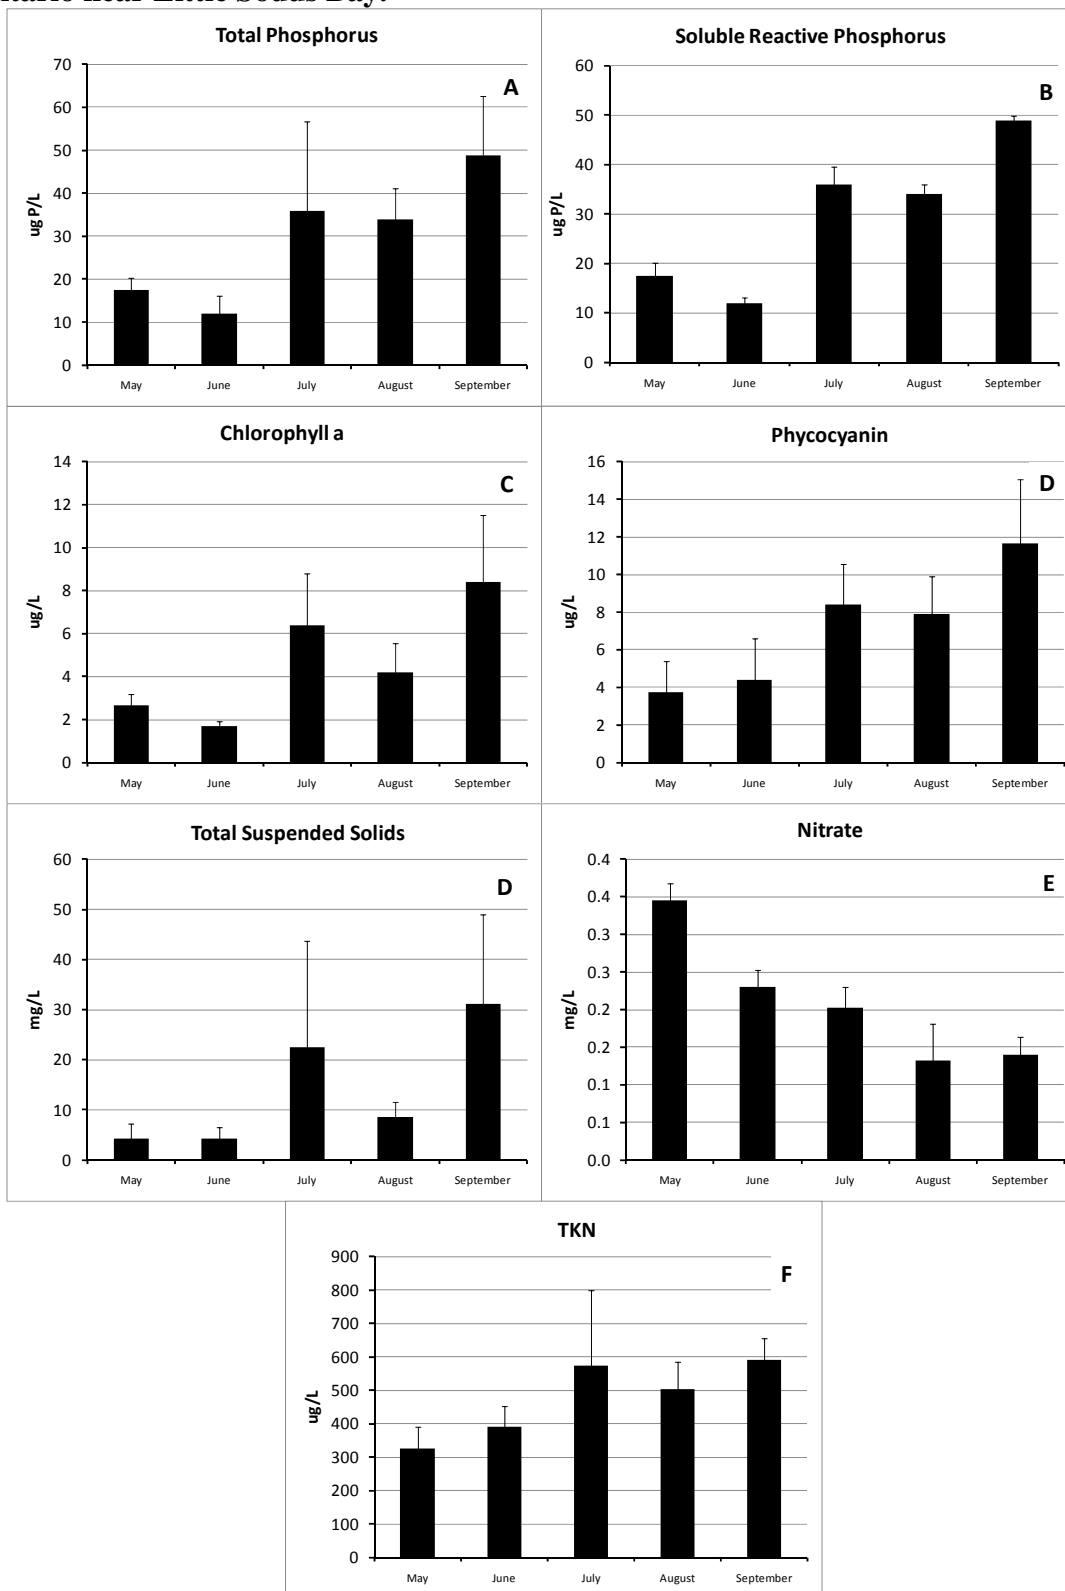 ntario near Little Sodus Bay.
Total Phosphorus
A
70
60
50
40
30
20
10
0
ug P/L
May June July August September
Soluble Reactive Phosphorus
B
60
50
40
30
20
10
0
ug P/L
May June July August September
Chlorophyll a
C
14
12
10
8
6
4
2
0
ug/L
May June July August September
Phycocyanin
D
16
14
12
10
8
6
4
2
0
ug/L
May June July August September
Total Suspended Solids
D
60
50
40
30
20
10
0
mg/L
May June July August September
Nitrate
E
0.4
0.4
0.3
0.3
0.2
0.2
0.1
0.1
0.0
mg/L
May June July August September
TKN
F
900
800
700
600
500
400
300
200
100
0
ug/L
May June July August September